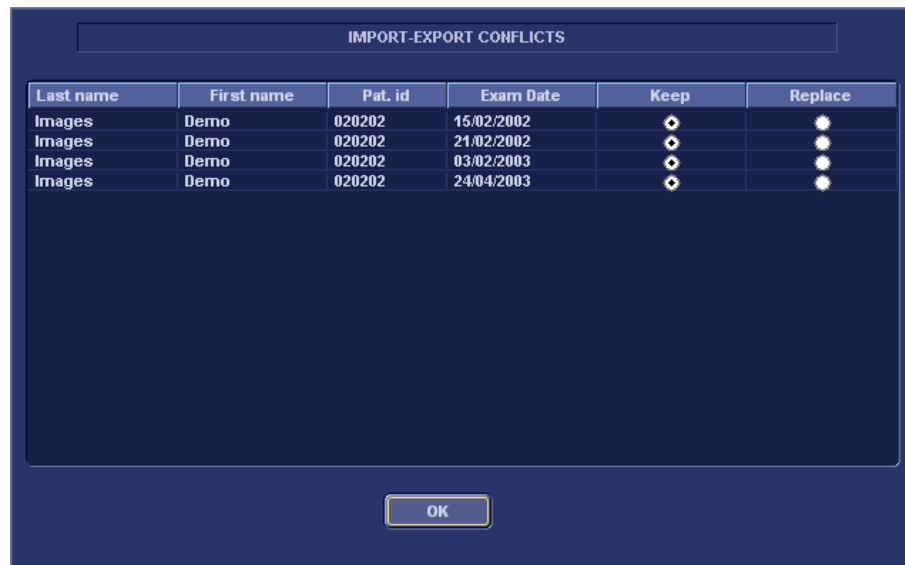 IMPORT-EXPORT CONFLICTS
Last name First name Pat. id Exam Date Keep Replace
Images Demo 020202 15/02/2002
Images Demo 020202 21/02/2002
Images Demo 020202 03/02/2003
Images Demo 020202 24/04/2003
OK